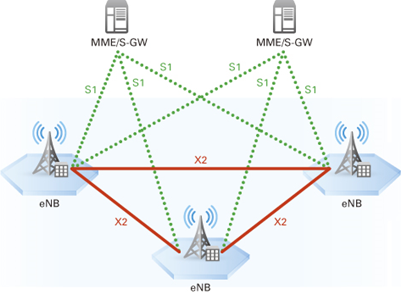 MME/S-GW MME/S-GW
S1 S1 S1 S1
S1 S1
X2
eNB eNB
X2 X2
eNB